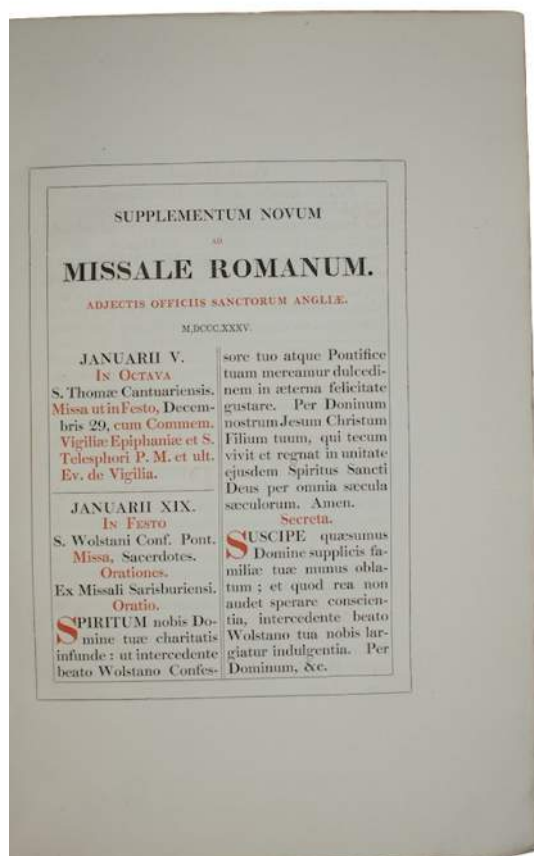 SUPPLEMENTUM NOVUM
AD
MISSALE ROMANUM.
ADJECTIS OFFICIIS SANCTORUM ANGLIÆ.
M,DCCC.XXXV.
JANUARII V.
In Octava
S. Thomæ Cantuariensis.
Missa ut in Festo, Decem-
bris 29, cum Commem.
Vigiliæ Epiphaniæ et S.
Telesphori P. M. et ult.
Ev. de Vigilia.
JANUARII XIX.
In Festo
S. Wolstani Conf. Pont.
Missa, Sacerdotes.
Orationes.
Ex Missali Sarisburiensi.
Oratio.
SPIRITUM nobis Do-
mine tuæ charitatis
infunde: ut intercedente
beato Wolstano Confes-
sore tuo atque Pontifice
tuam mereamur dulcedi-
nem in æterna felicitate
gustare. Per Dominum
nostrum Jesum Christum
Filium tuum, qui tecum
vivit et regnat in unitate
ejusdem Spiritus Sancti
Deus per omnia sæcula
sæculorum. Amen.
Secreta.
SUSCIPE quæsumus
Domine supplicis fa-
miliæ tuæ munus obla-
tum; et quod rea non
audet sperare conscien-
tia, intercedente beato
Wolstano tua nobis lar-
giatur indulgentia. Per
Dominum, &c.